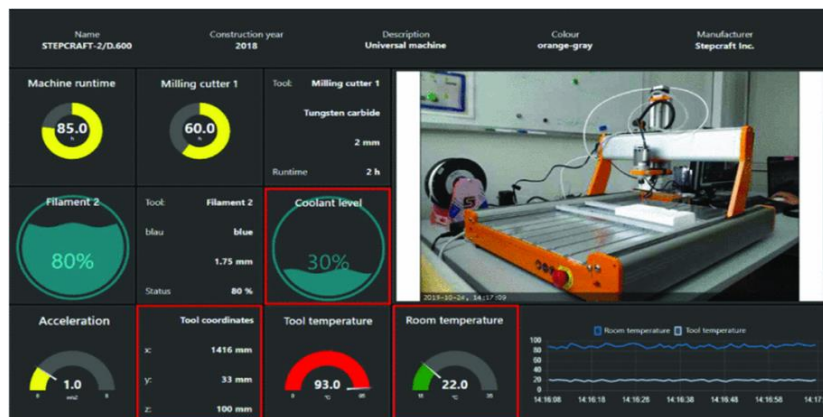 Name
STEPCRAFT-2/D.600
Construction year
2018
Description
Universal machine
Colour
orange-gray
Manufacturer
Stepcraft Inc.
Machine runtime
85.0
h
Milling cutter 1
60.0
h
Tool: Milling cutter 1
Tungsten carbide
2 mm
Runtime 2 h
Filament 2
80%
Tool: Filament 2
blau blue
1.75 mm
Status 80 %
Coolant level
30%
2019-10-24, 14:17:09
Acceleration
1.0
0
Tool coordinates
x: 1416 mm
y: 33 mm
z: 100 mm
Tool temperature
93.0
°C
0
Room temperature
22.0
°C
Room temperature Tool temperature
100
80
60
40
20
0
14:16:08 14:16:18 14:16:28 14:16:38 14:16:48 14:16:58 14:17: